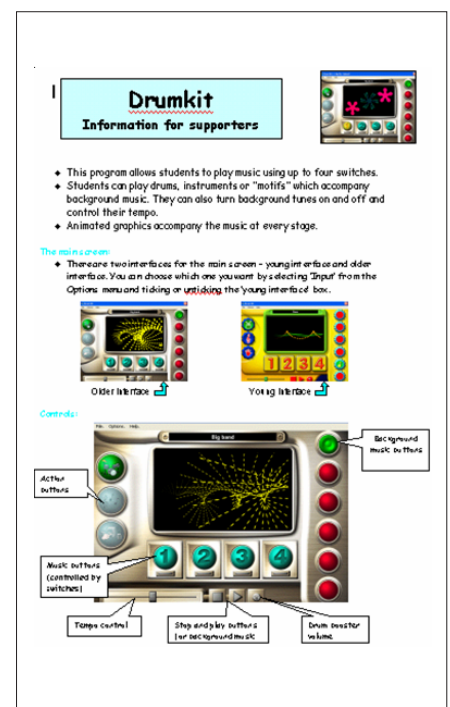 Drumkit
Information for supporters
This program allows students to play music using up to four switches.
Students can play drums, instruments or "motifs" which accompany
background music. They can also turn background tunes on and off and
control their tempo.
Animated graphics accompany the music at every stage.
The main screen:
There are two interfaces for the main screen - young interface and older
interface. You can choose which one you want by selecting 'Input' from the
Options menu and ticking or unticking the 'young interface' box.
1 2 3 4
Older Interface
Young Interface
Controls:
File Options Help
Big band
Background
music buttons
Action
buttons
1 2 3 4
Music buttons
(controlled by
switches)
Tempo control
Stop and play buttons
for background music
Drum booster
volume